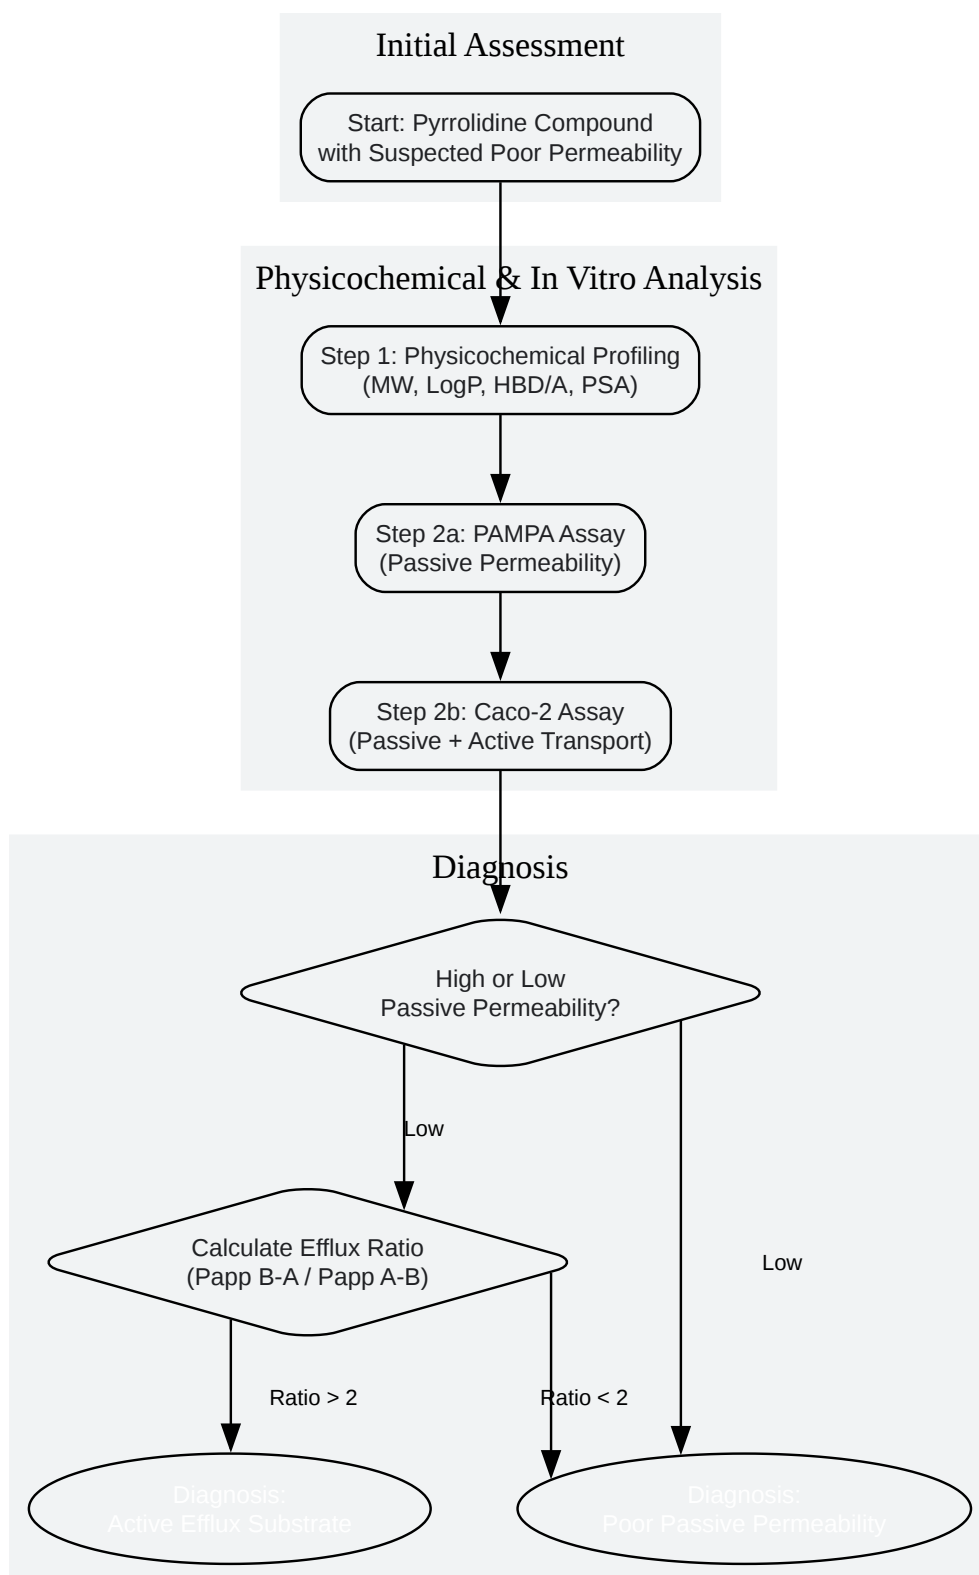 Initial Assessment
Start: Pyrrolidine Compound
with Suspected Poor Permeability
Physicochemical & In Vitro Analysis
Step 1: Physicochemical Profiling
(MW, LogP, HBD/A, PSA)
Step 2a: PAMPA Assay
(Passive Permeability)
Step 2b: Caco-2 Assay
(Passive + Active Transport)
Diagnosis
High or Low
Passive Permeability?
Low
Calculate Efflux Ratio
(Papp B-A / Papp A-B)
Low
Ratio > 2
Ratio < 2
Diagnosis:
Active Efflux Substrate
Diagnosis:
Poor Passive Permeability